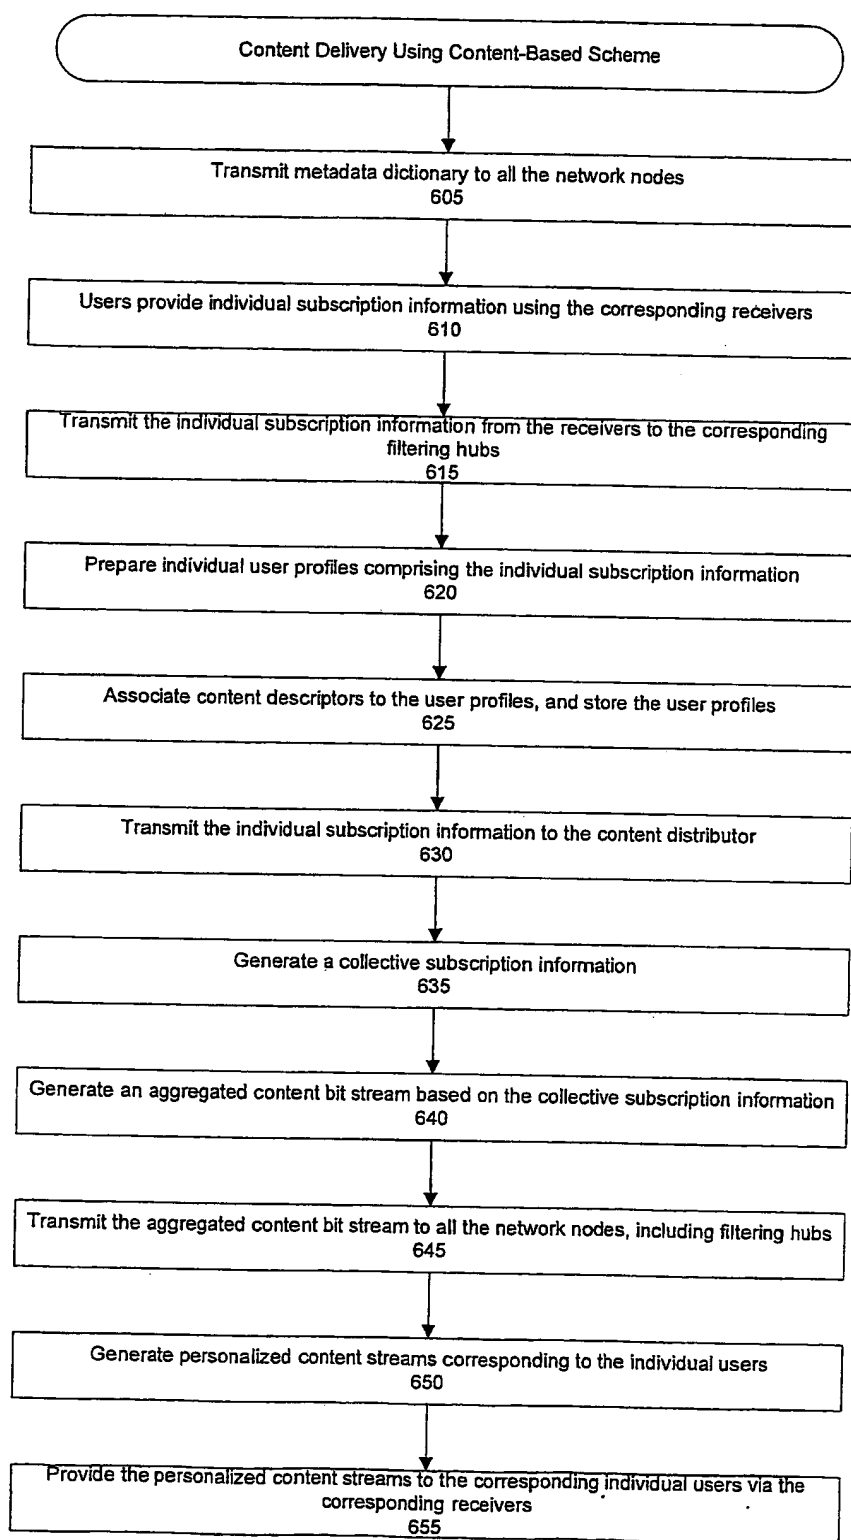 Content Delivery Using Content-Based Scheme
Transmit metadata dictionary to all the network nodes
605
Users provide individual subscription information using the corresponding receivers
610
Transmit the individual subscription information from the receivers to the corresponding
filtering hubs
615
Prepare individual user profiles comprising the individual subscription information
620
Associate content descriptors to the user profiles, and store the user profiles
625
Transmit the individual subscription information to the content distributor
630
Generate a collective subscription information
635
Generate an aggregated content bit stream based on the collective subscription information
640
Transmit the aggregated content bit stream to all the network nodes, including filtering hubs
645
Generate personalized content streams corresponding to the individual users
650
Provide the personalized content streams to the corresponding individual users via the
corresponding receivers
655